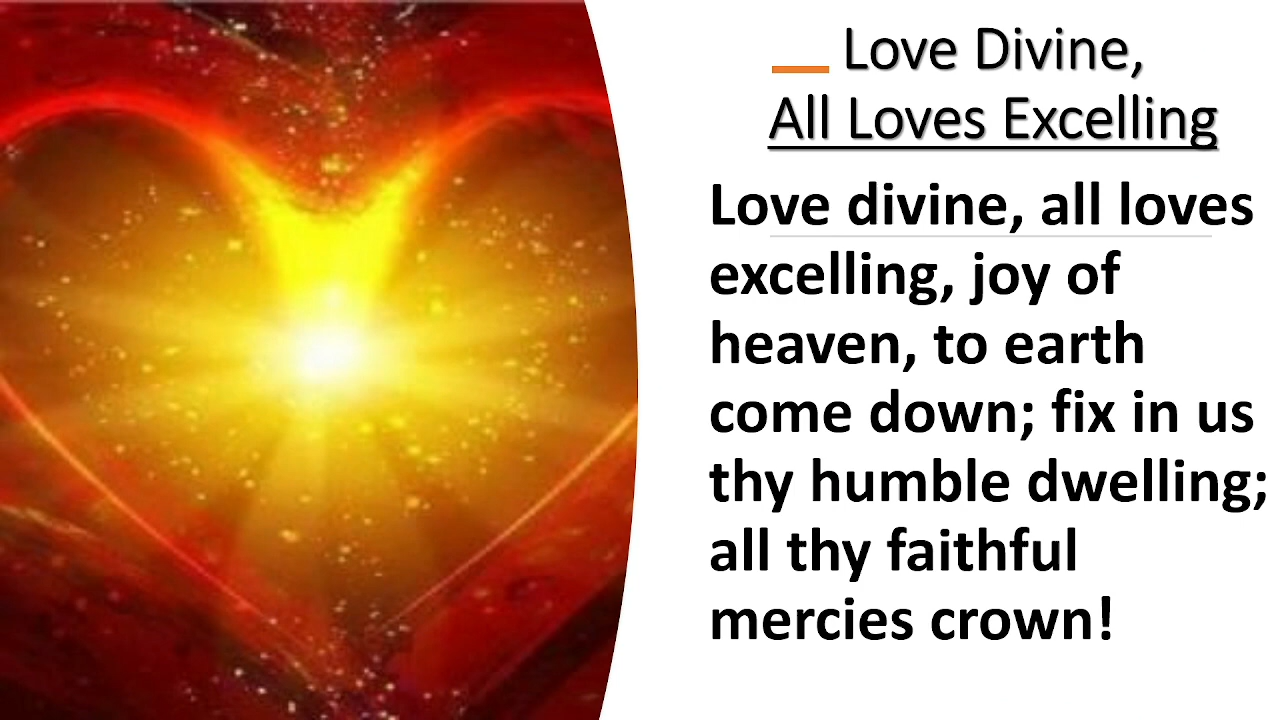 Love Divine,
All Loves Excelling
Love divine, all loves
excelling, joy of
heaven, to earth
come down; fix in us
thy humble dwelling;
all thy faithful
mercies crown!